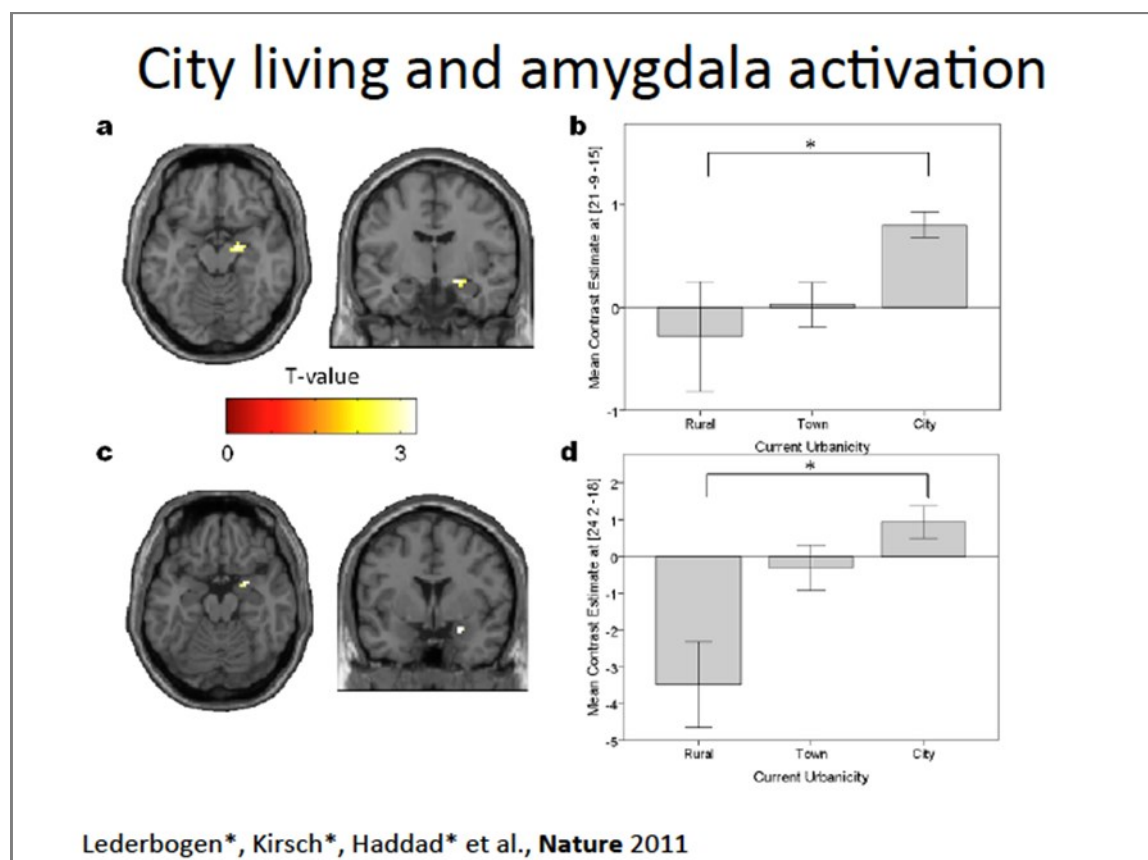 City living and amygdala activation
a
b
Mean Contrast Estimate at [21 -9 -15]
*
1
0
-1
Rural Town City
Current Urbanicity
T-value
0 3
c
d
Mean Contrast Estimate at [24 2 -18]
*
2
1
0
-1
-2
-3
-4
-5
Rural Town City
Current Urbanicity
Lederbogen*, Kirsch*, Haddad* et al., Nature 2011